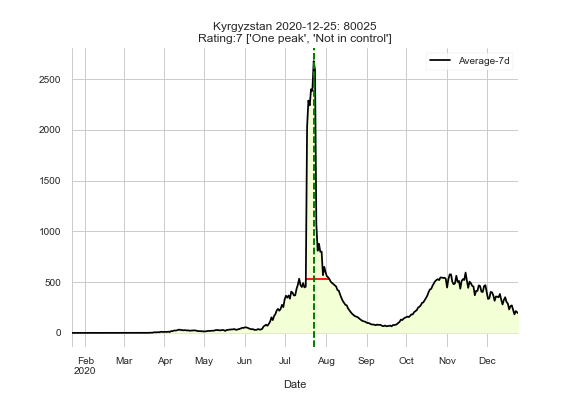 Kyrgyzstan 2020-12-25: 80025
Rating:7 ['One peak', 'Not in control']
Average-7d
2500
2000
1500
1000
500
0
Feb Mar Apr May Jun Jul Aug Sep Oct Nov Dec
2020
Date